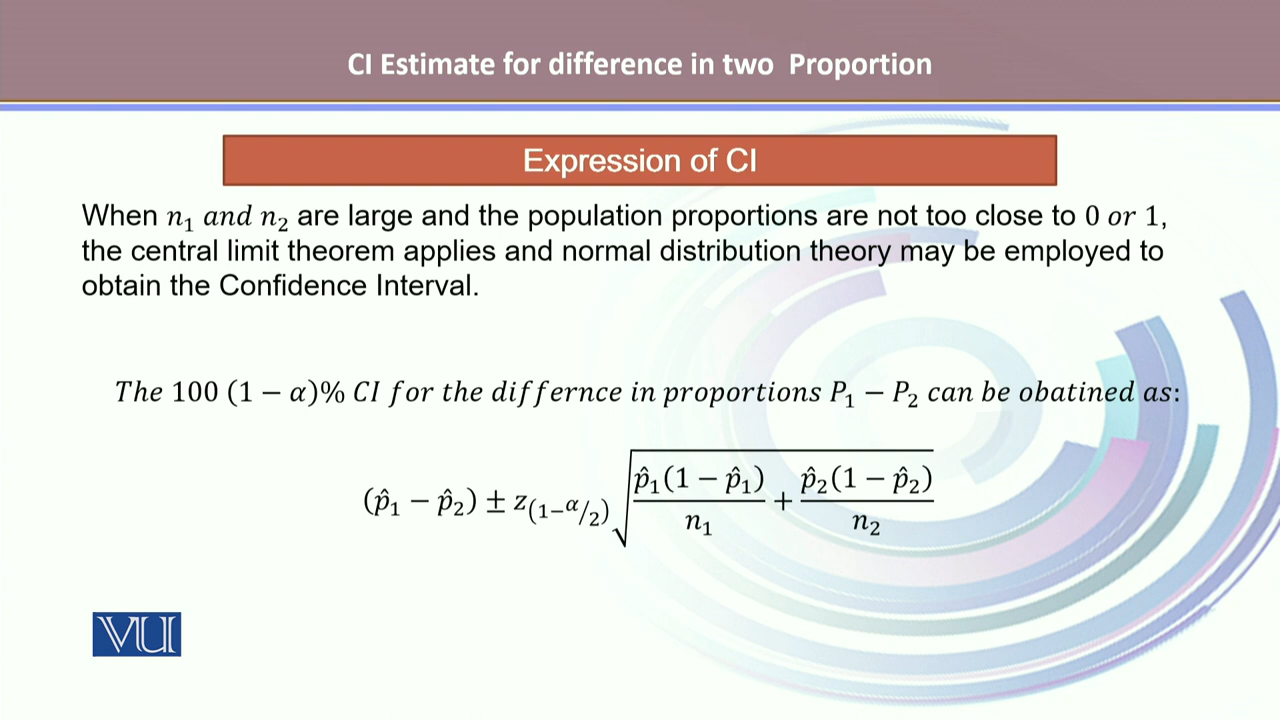 CI Estimate for difference in two Proportion
Expression of CI
When n₁ and n₂ are large and the population proportions are not too close to 0 or 1,
the central limit theorem applies and normal distribution theory may be employed to
obtain the Confidence Interval.
The 100 (1 − α)% CI for the differnce in proportions P₁ − P₂ can be obatined as:
(p̂₁ − p̂₂) ± z₍₁₋α/₂₎ √(p̂₁(1 − p̂₁)/n₁ + p̂₂(1 − p̂₂)/n₂)
VU